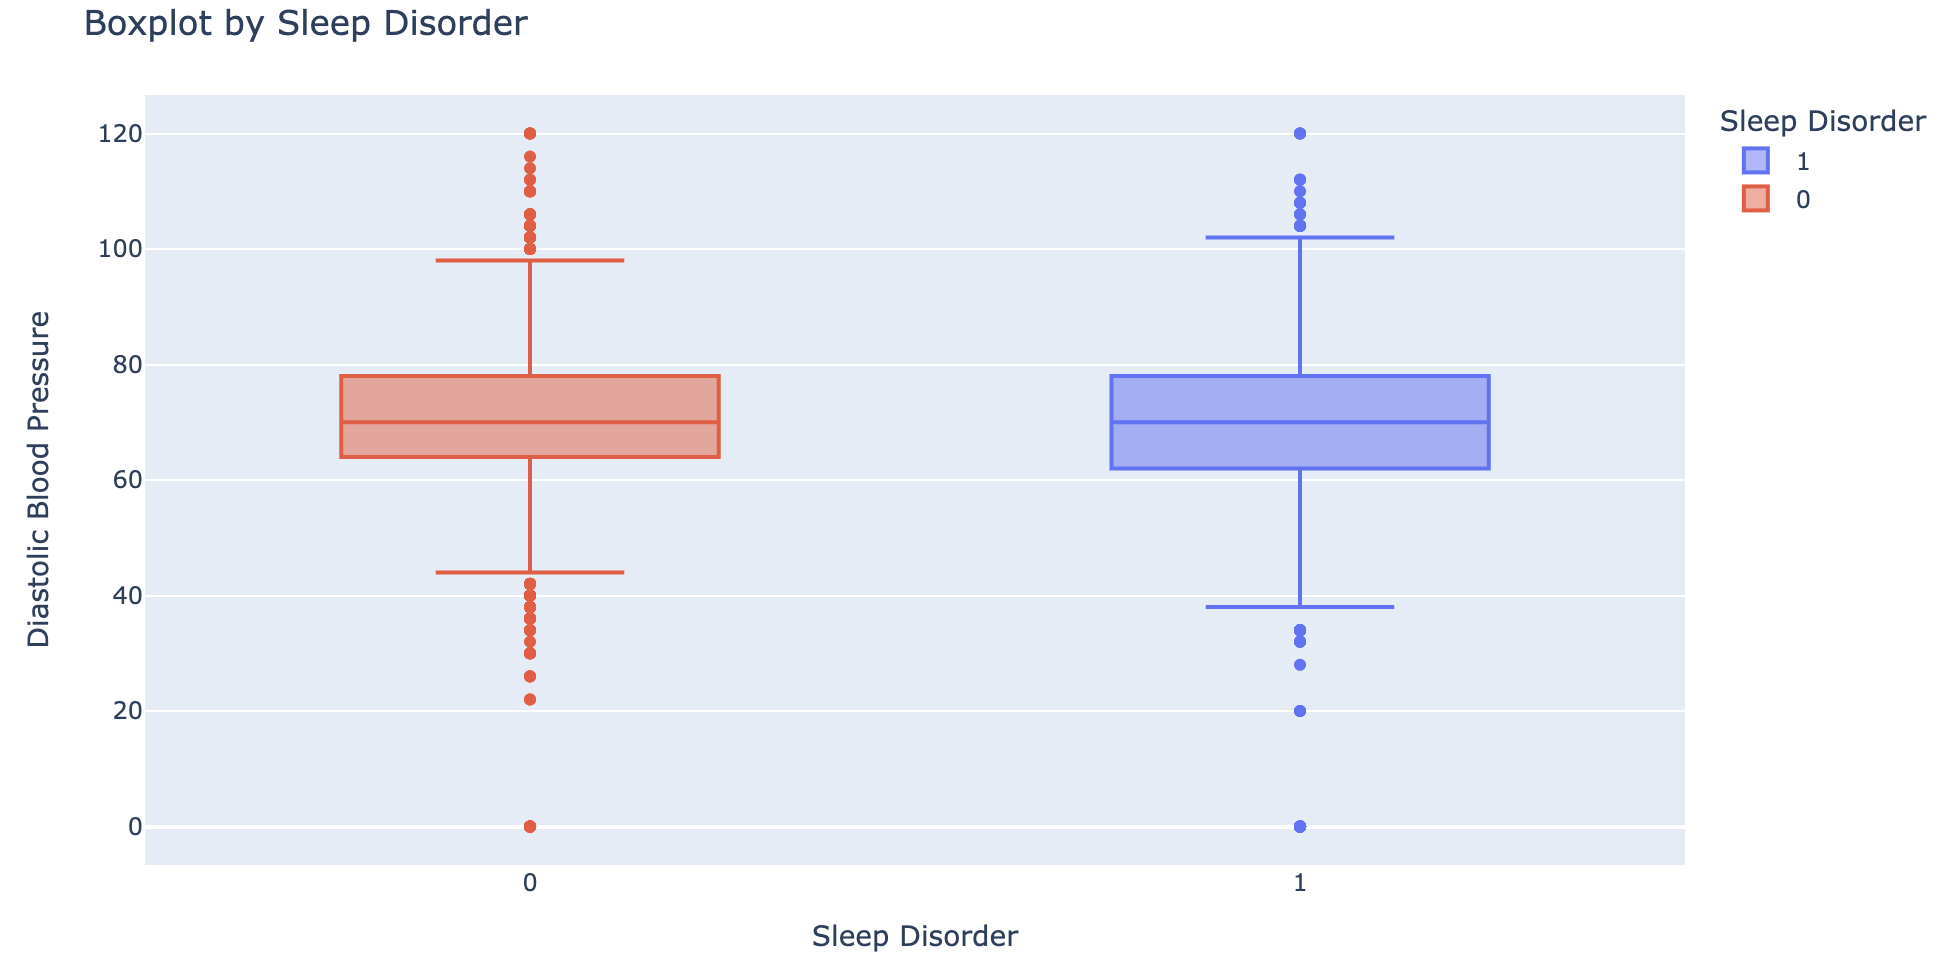 Boxplot by Sleep Disorder
Sleep Disorder
1
0
120
100
80
60
40
20
0
Diastolic Blood Pressure
0
1
Sleep Disorder